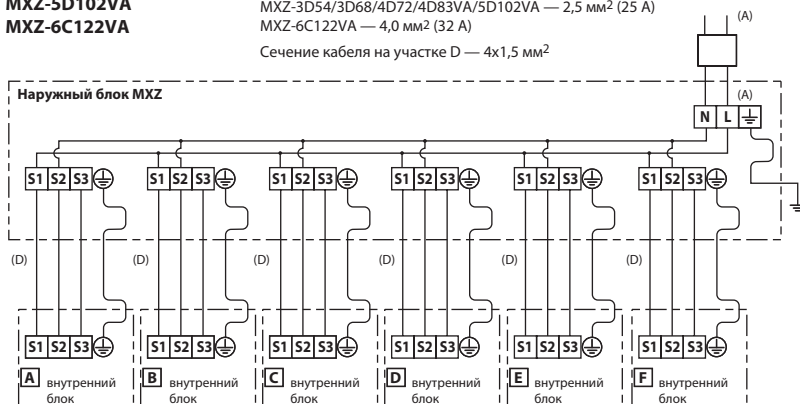 MXZ-5D102VA
MXZ-6C122VA
MXZ-3D54/3D68/4D72/4D83VA/5D102VA — 2,5 мм² (25 А)
MXZ-6C122VA — 4,0 мм² (32 А)
Сечение кабеля на участке D — 4x1,5 мм²
(A)
Наружный блок MXZ
(A)
N L
S1 S2 S3 S1 S2 S3 S1 S2 S3 S1 S2 S3 S1 S2 S3 S1 S2 S3
(D) (D) (D) (D) (D) (D)
S1 S2 S3 S1 S2 S3 S1 S2 S3 S1 S2 S3 S1 S2 S3 S1 S2 S3
A внутренний блок
B внутренний блок
C внутренний блок
D внутренний блок
E внутренний блок
F внутренний блок